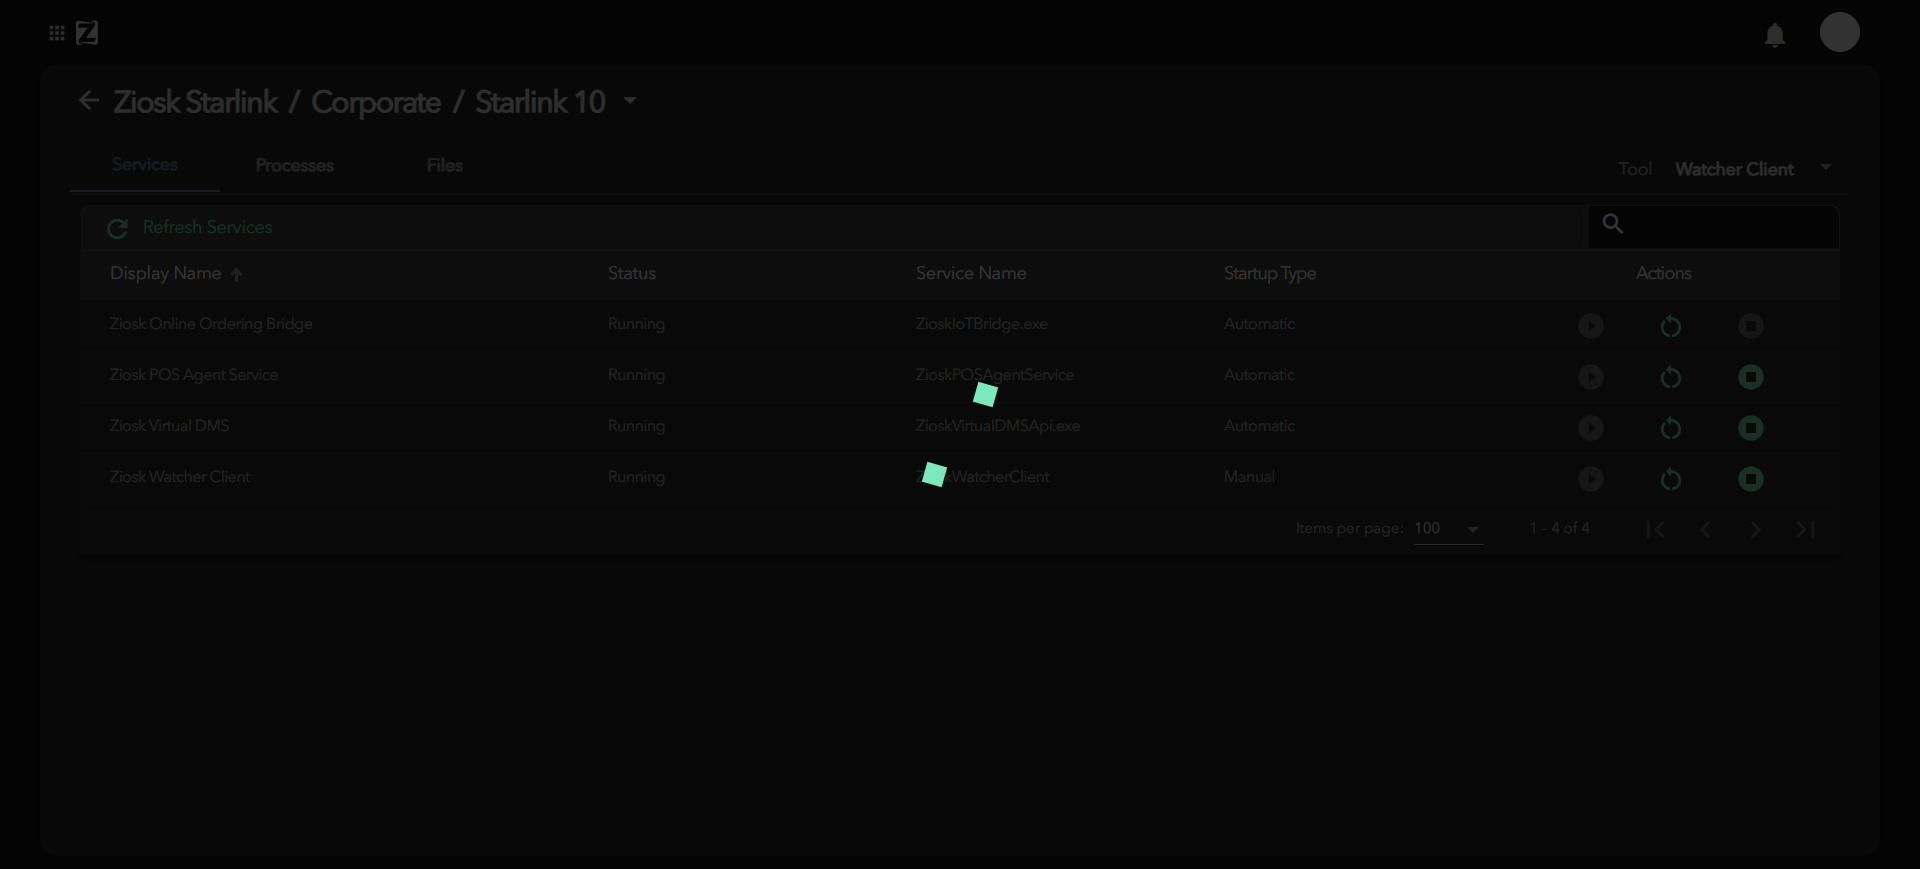 Z
Ziosk Starlink / Corporate / Starlink 10
Services Processes Files Tool Watcher Client
Refresh Services
Display Name Status Service Name Startup Type Actions
Ziosk Online Ordering Bridge Running ZioskIoTBridge.exe Automatic
Ziosk POS Agent Service Running ZioskPOSAgentService Automatic
Ziosk Virtual DMS Running ZioskVirtualDMSApi.exe Automatic
Ziosk Watcher Client Running ZioskWatcherClient Manual
Items per page: 100 1 – 4 of 4